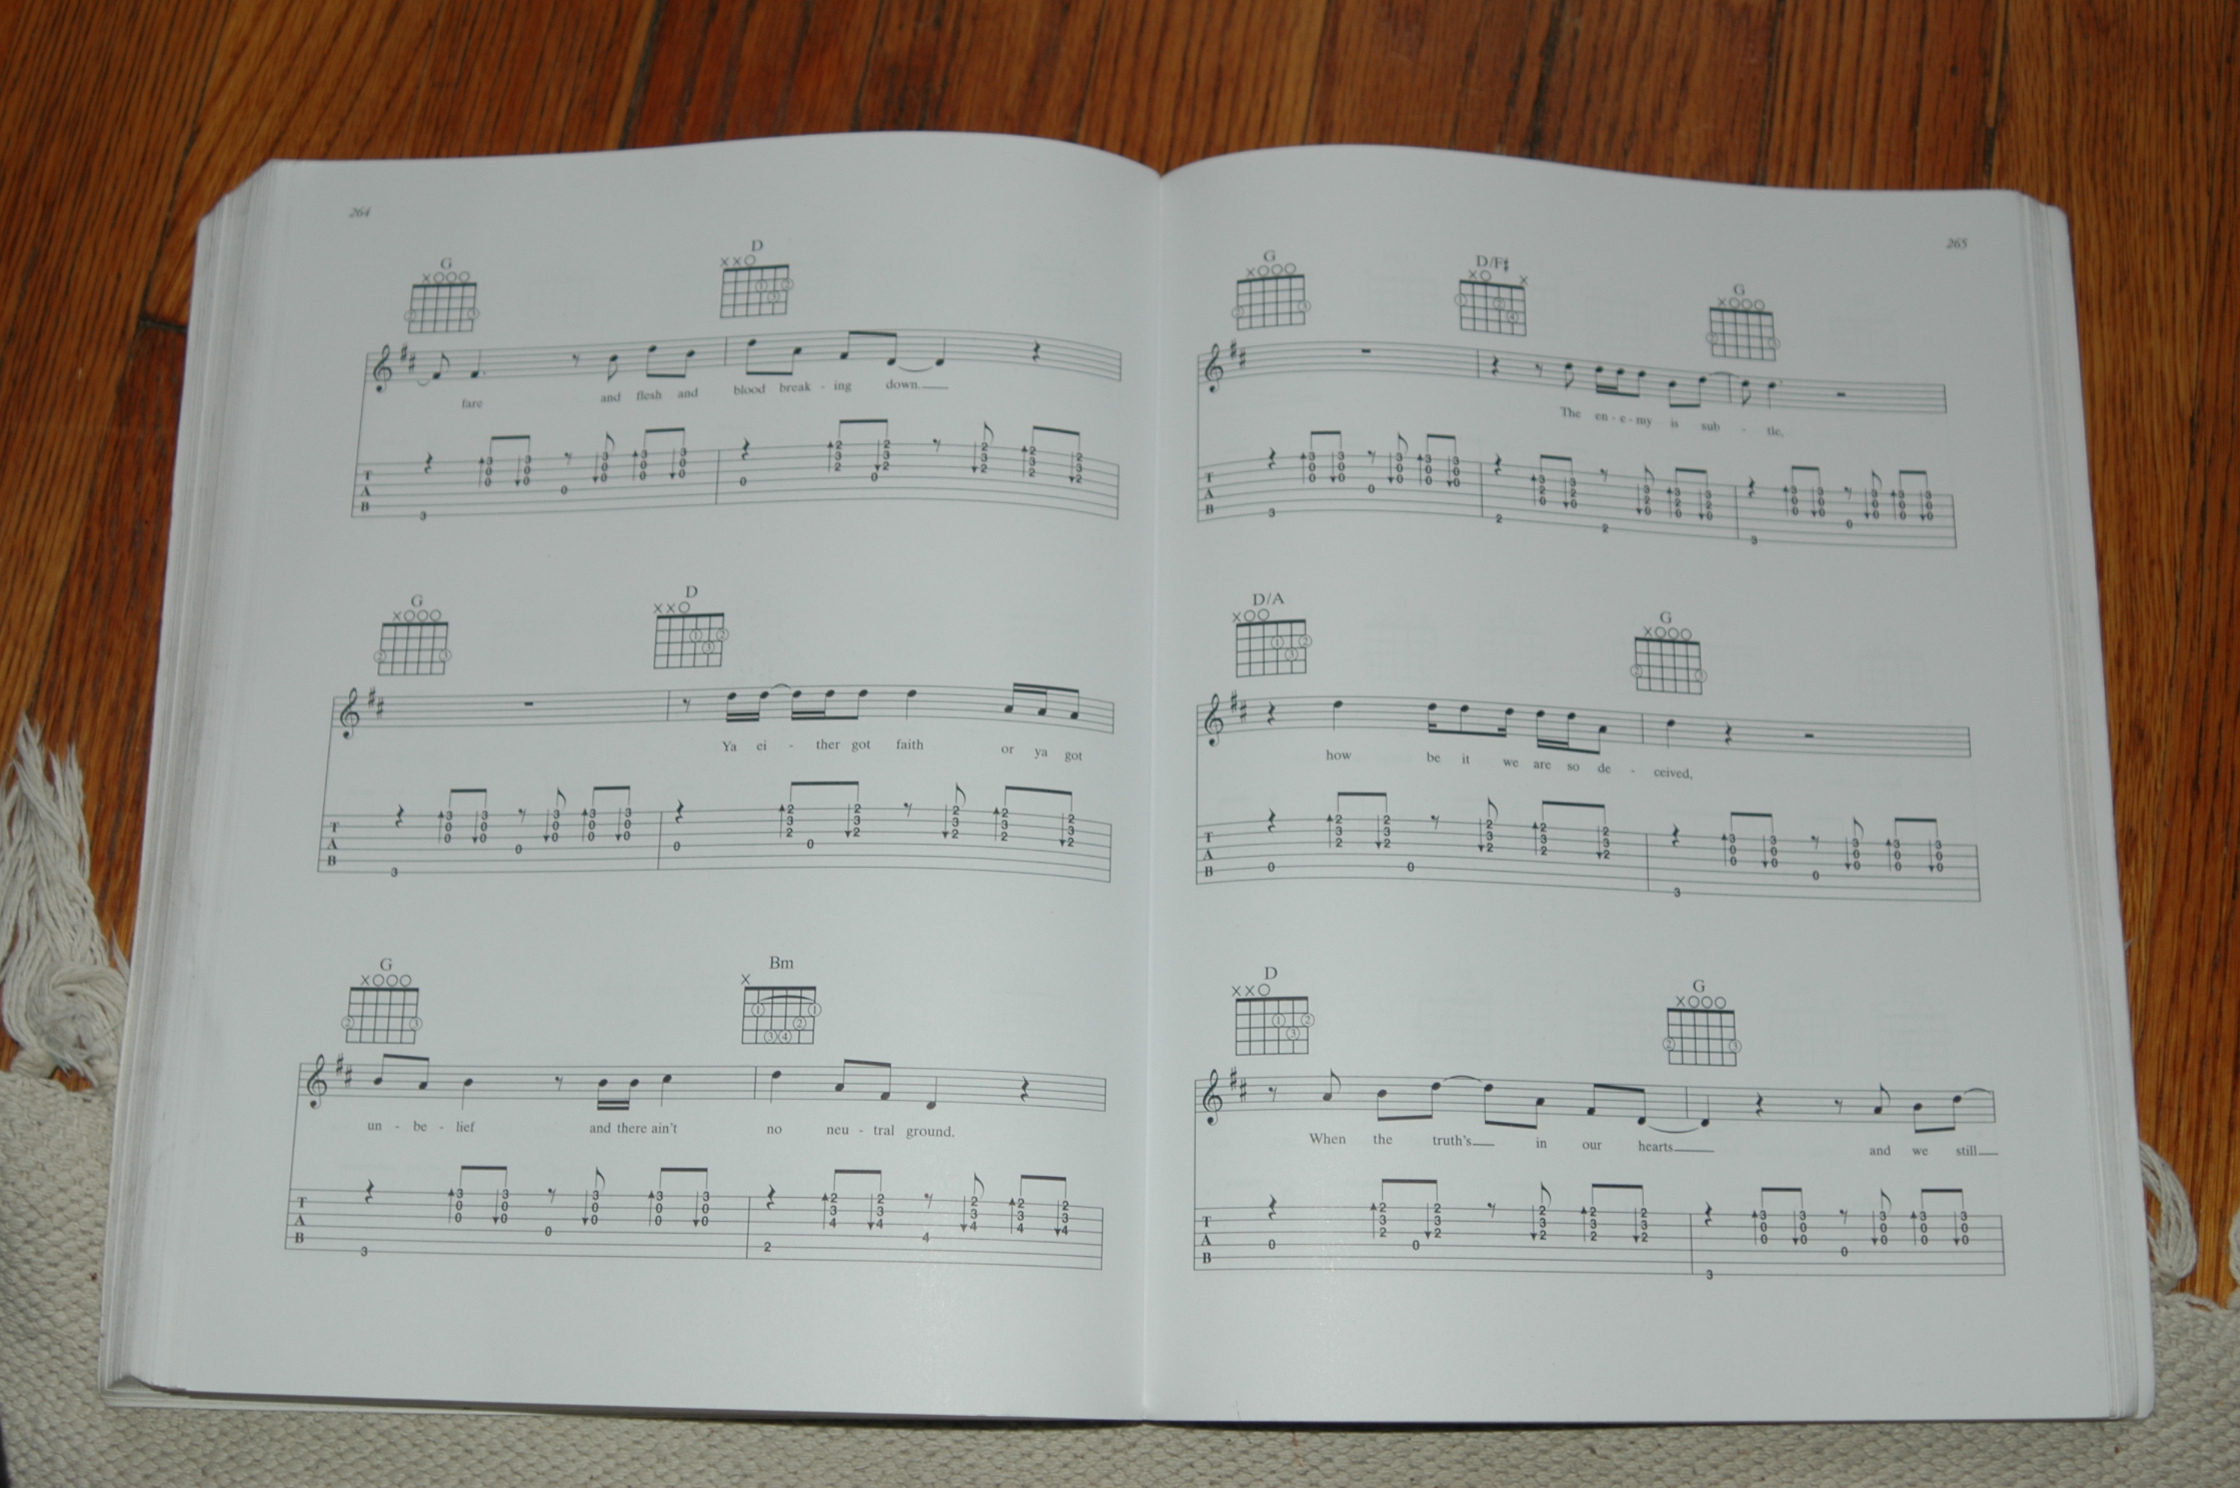 264
G D
fare and flesh and blood break - ing down
T
A
B
G D
Ya ei - ther got faith or ya got
T
A
B
G Bm
un - be - lief and there ain't no neu - tral ground.
T
A
B
265
G D/F♯ G
The en - e - my is sub - tle,
T
A
B
D/A G
how be it we are so de - ceived,
T
A
B
D G
When the truth's in our hearts and we still
T
A
B